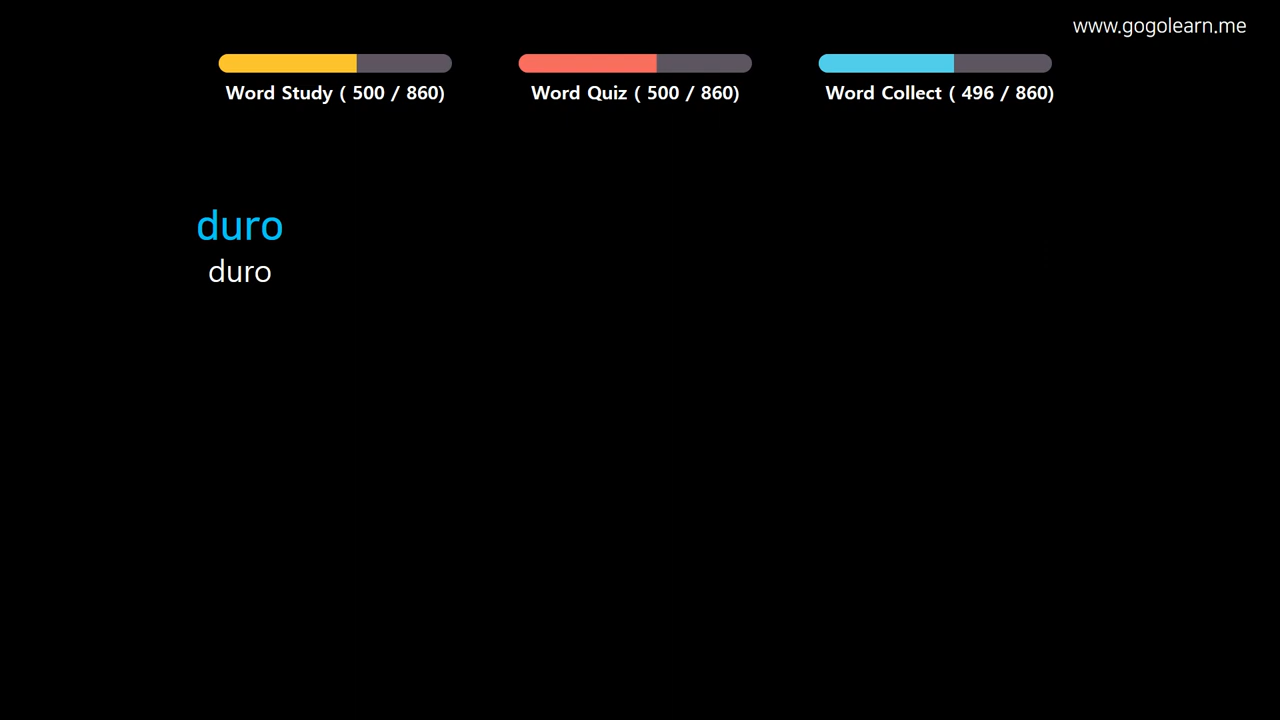 www.gogolearn.me
Word Study ( 500 / 860)
Word Quiz ( 500 / 860)
Word Collect ( 496 / 860)
duro
duro